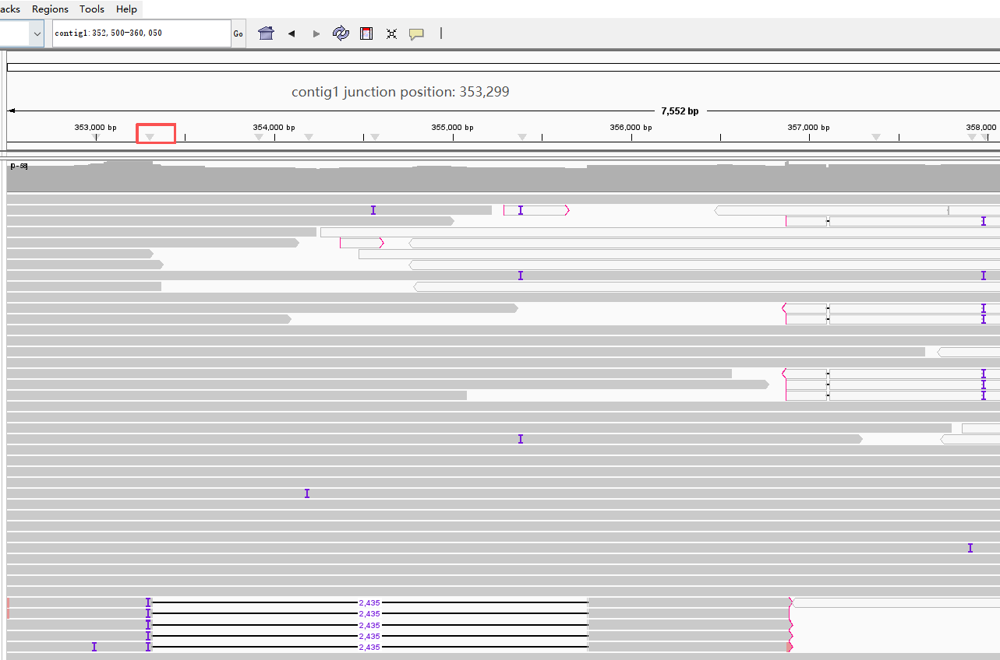 acks Regions Tools Help
contig1:352,500-360,050 Go
contig1 junction position: 353,299
7,552 bp
353,000 bp 354,000 bp 355,000 bp 356,000 bp 357,000 bp 358,000 bp
2,435
2,435
2,435
2,435
2,435